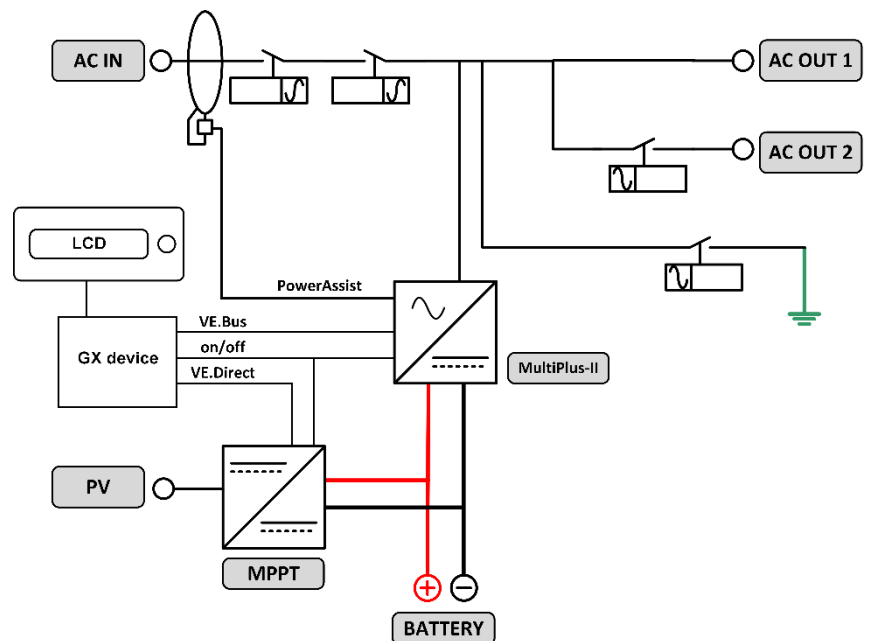 AC IN
AC OUT 1
AC OUT 2
LCD
PowerAssist
VE.Bus
GX device
on/off
VE.Direct
MultiPlus-II
PV
MPPT
+
−
BATTERY